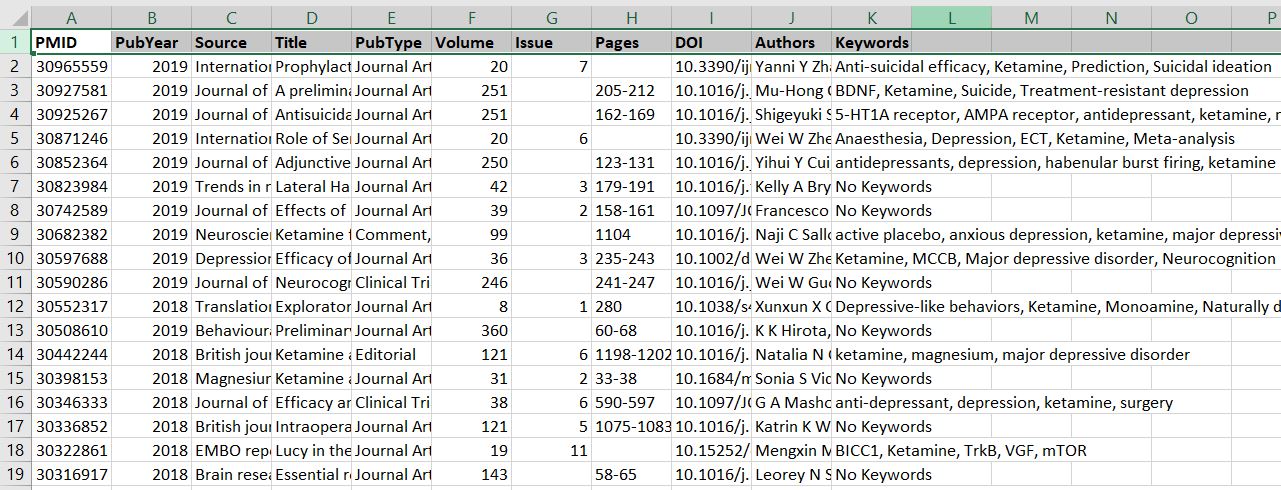 A B C D E F G H I J K L M N O P
1 PMID PubYear Source Title PubType Volume Issue Pages DOI Authors Keywords
2 30965559 2019 Internation Prophylact Journal Art 20 7 10.3390/ij Yanni Y Zha Anti-suicidal efficacy, Ketamine, Prediction, Suicidal ideation
3 30927581 2019 Journal of A prelimina Journal Art 251 205-212 10.1016/j. Mu-Hong C BDNF, Ketamine, Suicide, Treatment-resistant depression
4 30925267 2019 Journal of Antisuicida Journal Art 251 162-169 10.1016/j. Shigeyuki S 5-HT1A receptor, AMPA receptor, antidepressant, ketamine, r
5 30871246 2019 Internation Role of Ser Journal Art 20 6 10.3390/ij Wei W Zhe Anaesthesia, Depression, ECT, Ketamine, Meta-analysis
6 30852364 2019 Journal of Adjunctive Journal Art 250 123-131 10.1016/j. Yihui Y Cui antidepressants, depression, habenular burst firing, ketamine
7 30823984 2019 Trends in r Lateral Ha Journal Art 42 3 179-191 10.1016/j. Kelly A Bry No Keywords
8 30742589 2019 Journal of Effects of Journal Art 39 2 158-161 10.1097/JC Francesco No Keywords
9 30682382 2019 Neuroscie Ketamine f Comment, 99 1104 10.1016/j. Naji C Sallo active placebo, anxious depression, ketamine, major depressiv
10 30597688 2019 Depression Efficacy of Journal Art 36 3 235-243 10.1002/d Wei W Zhe Ketamine, MCCB, Major depressive disorder, Neurocognition
11 30590286 2019 Journal of Neurocogr Clinical Tri 246 241-247 10.1016/j. Wei W Gu No Keywords
12 30552317 2018 Translation Explorator Journal Art 8 1 280 10.1038/s4 Xunxun X C Depressive-like behaviors, Ketamine, Monoamine, Naturally d
13 30508610 2019 Behaviour Preliminar Journal Art 360 60-68 10.1016/j. K K Hirota, No Keywords
14 30442244 2018 British jour Ketamine a Editorial 121 6 1198-1202 10.1016/j. Natalia N C ketamine, magnesium, major depressive disorder
15 30398153 2018 Magnesiur Ketamine a Journal Art 31 2 33-38 10.1684/m Sonia S Vid No Keywords
16 30346333 2018 Journal of Efficacy ar Clinical Tri 38 6 590-597 10.1097/JC G A Masho anti-depressant, depression, ketamine, surgery
17 30336852 2018 British jour Intraopera Journal Art 121 5 1075-1083 10.1016/j. Katrin K W No Keywords
18 30322861 2018 EMBO rep Lucy in the Journal Art 19 11 10.15252/ Mengxin M BICC1, Ketamine, TrkB, VGF, mTOR
19 30316917 2018 Brain resea Essential r Journal Art 143 58-65 10.1016/j. Leorey N S No Keywords